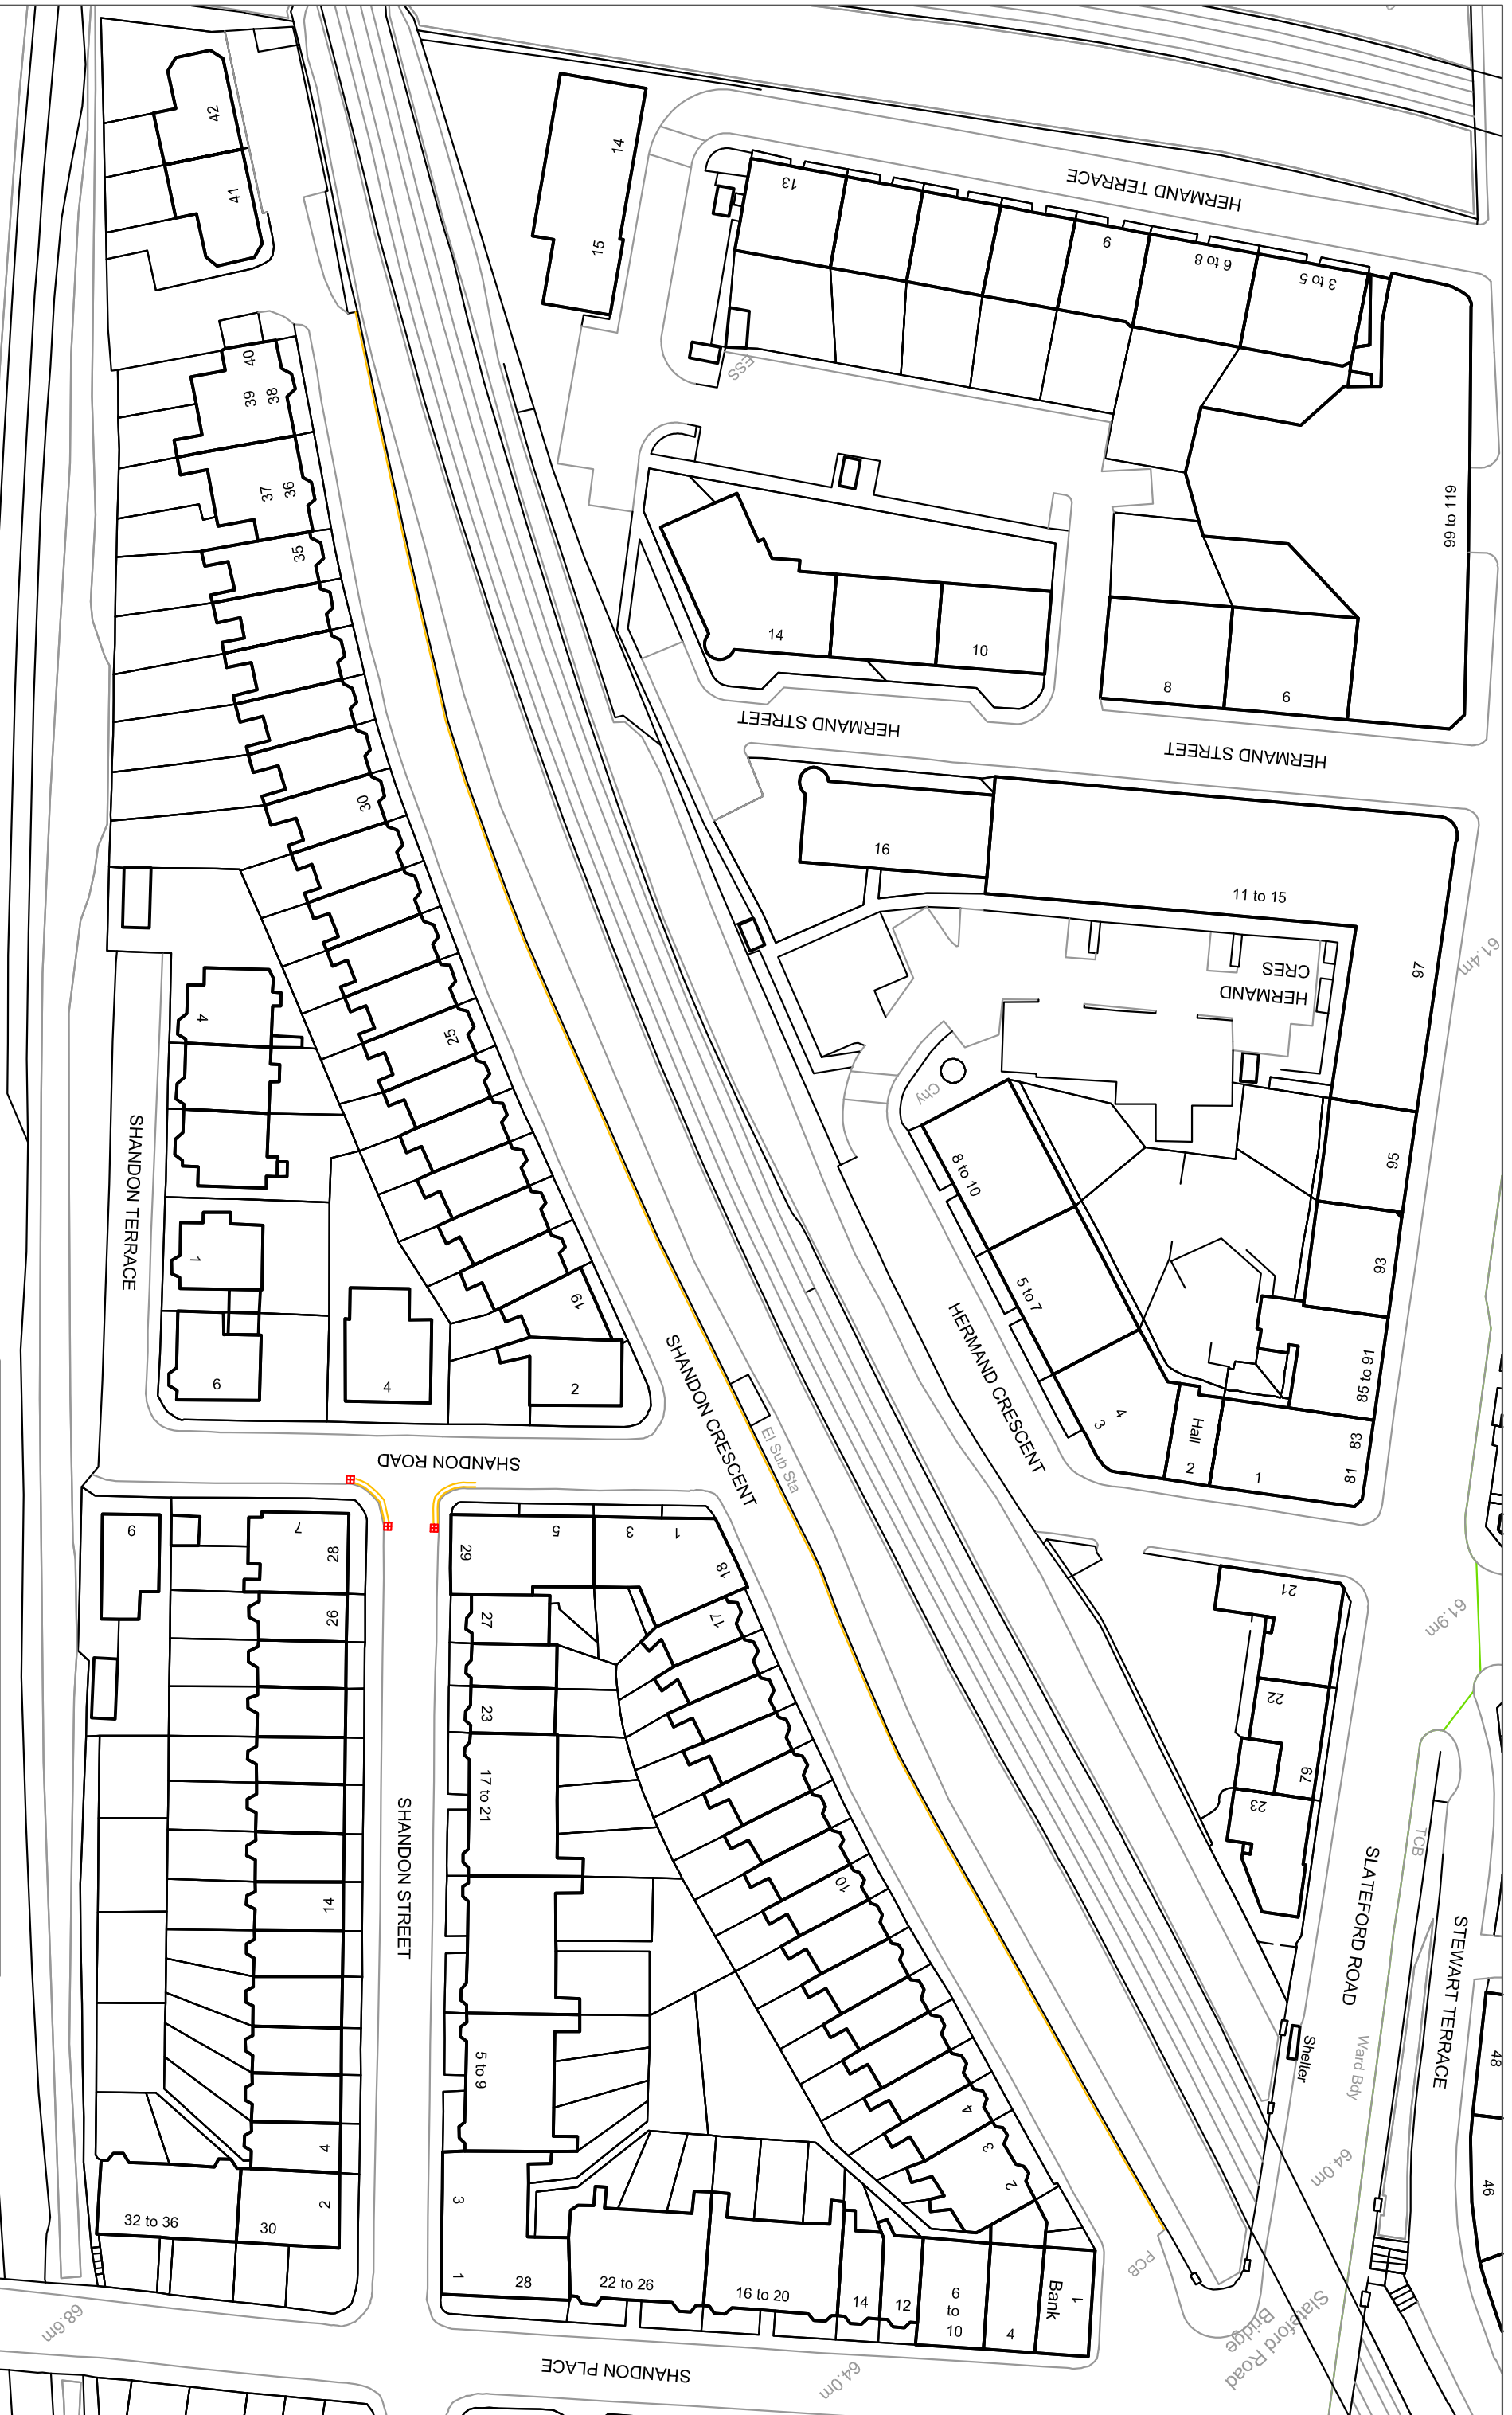 42
41
14
15
HERMAND TERRACE
13
9
6 to 8
3 to 5
ESS
40
39
38
37
36
35
99 to 119
14
10
8
6
HERMAND STREET
HERMAND STREET
30
16
11 to 15
97
61.4m
CRES
HERMAND
4
25
Chy
8 to 10
95
SHANDON TERRACE
1
93
5 to 7
19
HERMAND CRESCENT
6
4
2
SHANDON CRESCENT
85 to 91
4
3
Hall
2
1
83
81
El Sub Sta
SHANDON ROAD
9
7
28
29
5
3
1
18
21
26
27
17
61.9m
22
23
79
23
17 to 21
SHANDON STREET
TCB
SLATEFORD ROAD
14
10
STEWART TERRACE
5 to 9
Shelter
Ward Bdy
48
4
4
3
2
64.0m
46
2
3
32 to 36
30
1
28
22 to 26
16 to 20
14
12
6
to
10
4
Bank
1
PCB
Slateford Road
Bridge
68.6m
SHANDON PLACE
64.0m